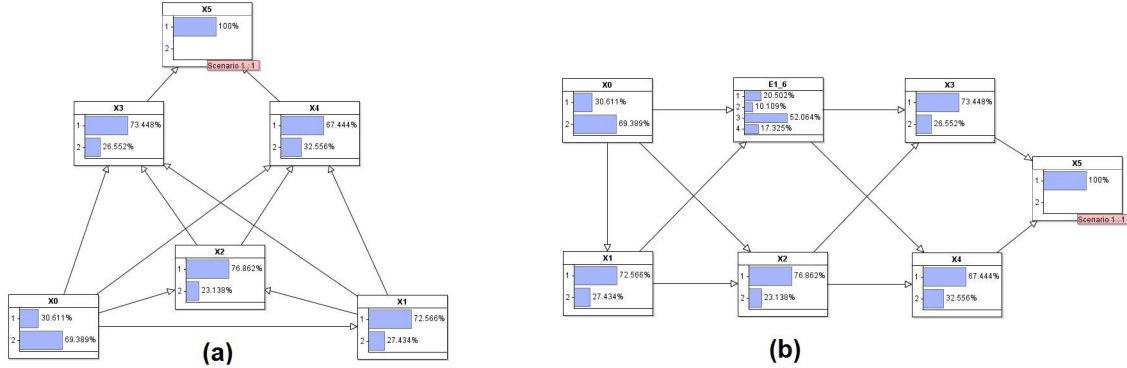 X5
1 100%
2
Scenario 1 : 1
X3
1 73.448%
2 26.552%
X4
1 67.444%
2 32.556%
X2
1 76.862%
2 23.138%
X0
1 30.611%
2 69.389%
X1
1 72.566%
2 27.434%
(a)
X0
1 30.611%
2 69.389%
E1_6
1 20.502%
2 10.109%
3 52.064%
4 17.325%
X3
1 73.448%
2 26.552%
X5
1 100%
2
Scenario 1 : 1
X1
1 72.566%
2 27.434%
X2
1 76.862%
2 23.138%
X4
1 67.444%
2 32.556%
(b)